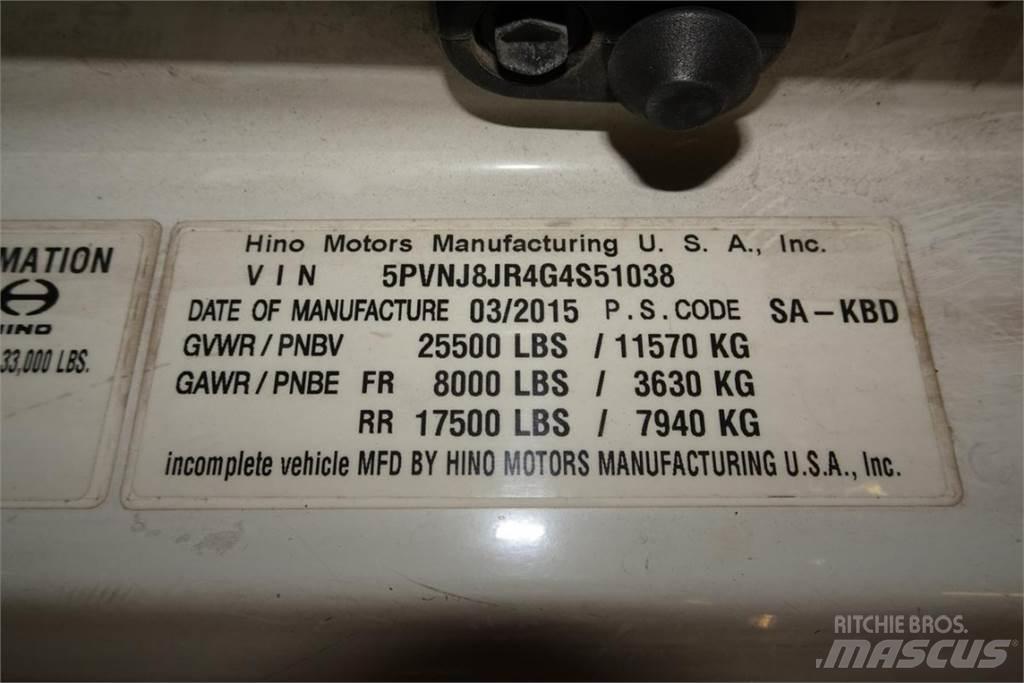 MATION
HINO
33,000 LBS.
Hino Motors Manufacturing U. S. A., Inc.
VIN 5PVNJ8JR4G4S51038
DATE OF MANUFACTURE 03/2015 P.S.CODE SA-KBD
GVWR/PNBV 25500 LBS / 11570 KG
GAWR/PNBE FR 8000 LBS / 3630 KG
RR 17500 LBS / 7940 KG
incomplete vehicle MFD BY HINO MOTORS MANUFACTURING U.S.A., Inc.
RITCHIE BROS.
MASCUS